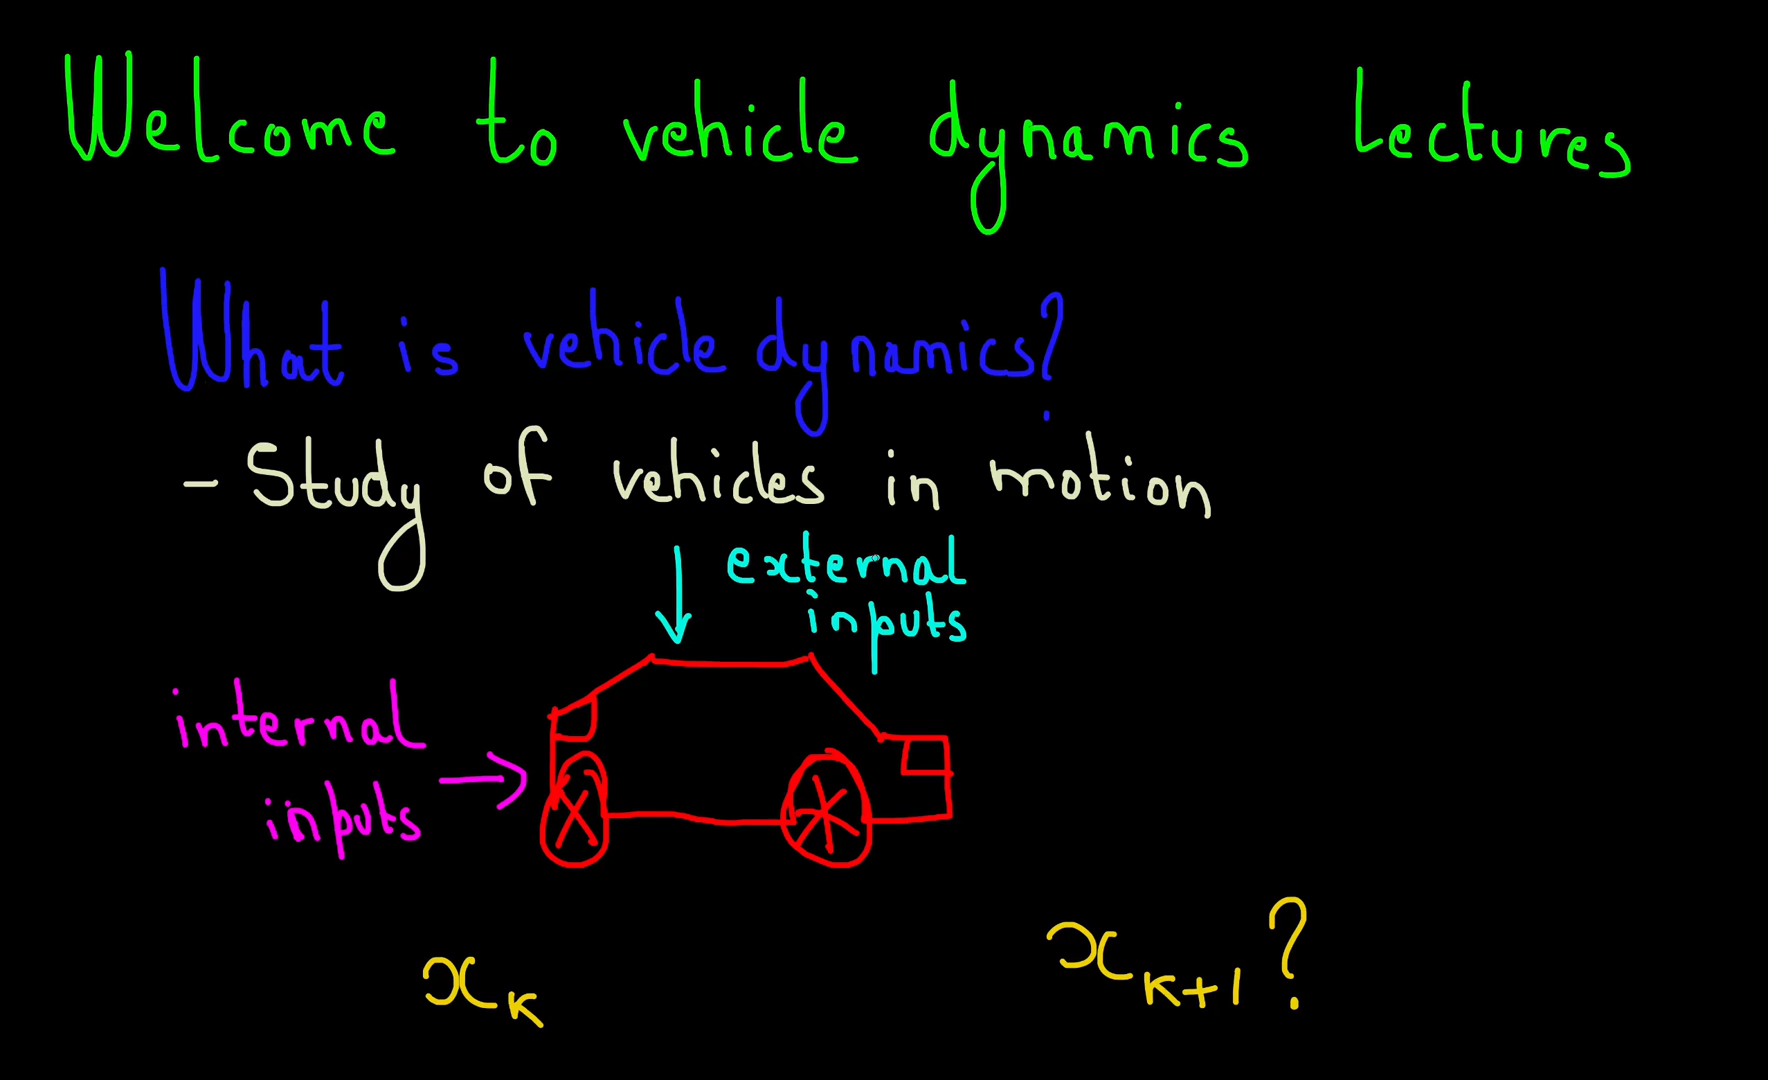 Welcome to vehicle dynamics Lectures
What is vehicle dynamics?
- Study of vehicles in motion
external
inputs
internal
inputs
x_k
x_{k+1}?